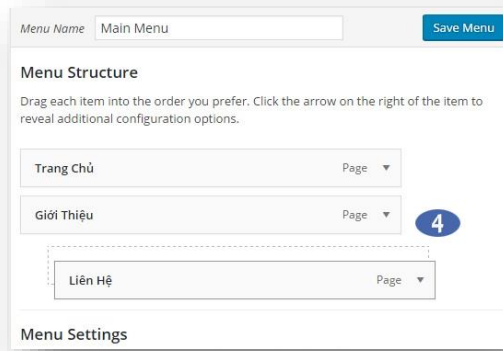 Menu Name Main Menu Save Menu
Menu Structure
Drag each item into the order you prefer. Click the arrow on the right of the item to
reveal additional configuration options.
Trang Chủ Page
Giới Thiệu Page
4
Liên Hệ Page
Menu Settings